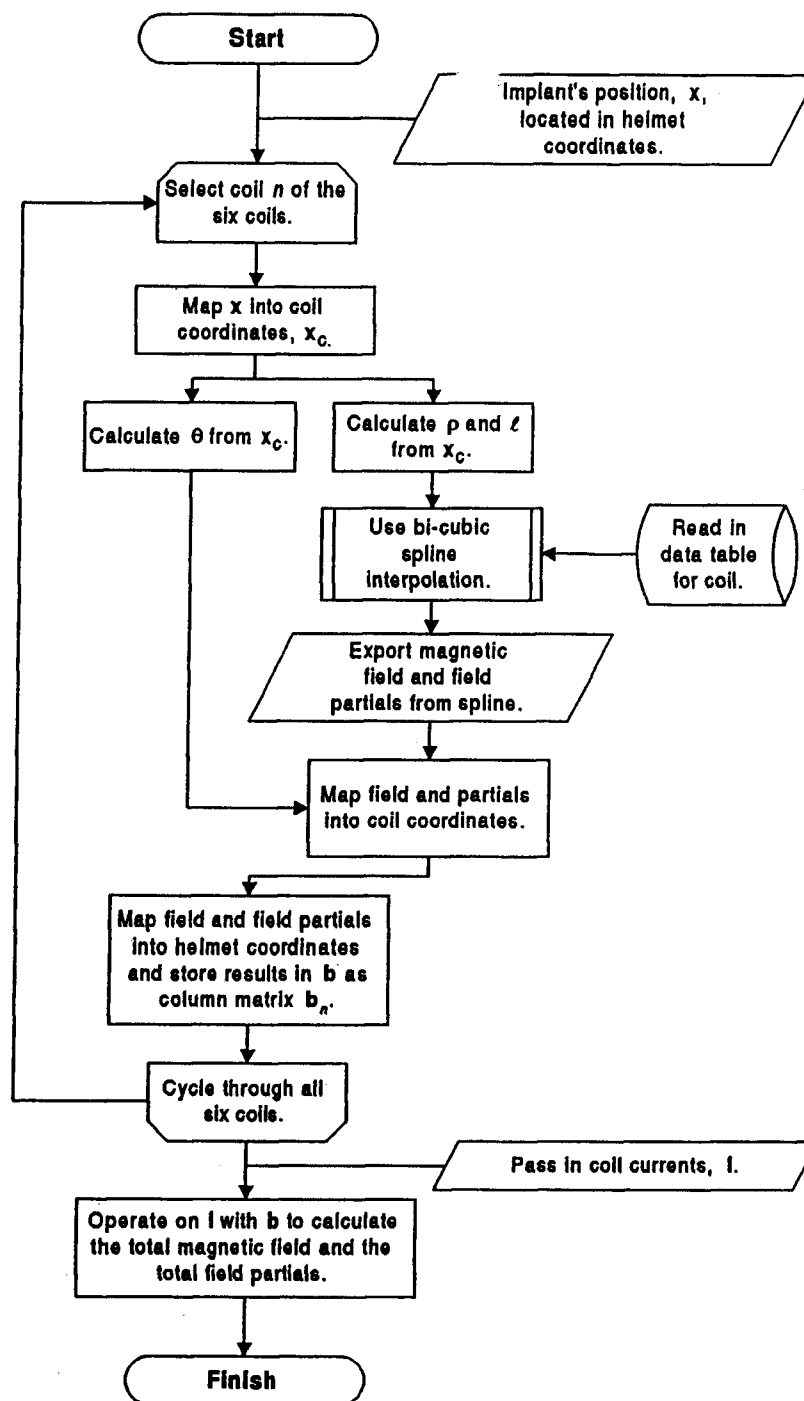 Start
Implant's position, x,
located in helmet
coordinates.
Select coil n of the
six coils.
Map x into coil
coordinates, xc.
Calculate θ from xc.
Calculate ρ and ℓ
from xc.
Use bi-cubic
spline
interpolation.
Read in
data table
for coil.
Export magnetic
field and field
partials from spline.
Map field and partials
into coil coordinates.
Map field and field partials
into helmet coordinates
and store results in b as
column matrix bn.
Cycle through all
six coils.
Pass in coil currents, I.
Operate on I with b to calculate
the total magnetic field and the
total field partials.
Finish